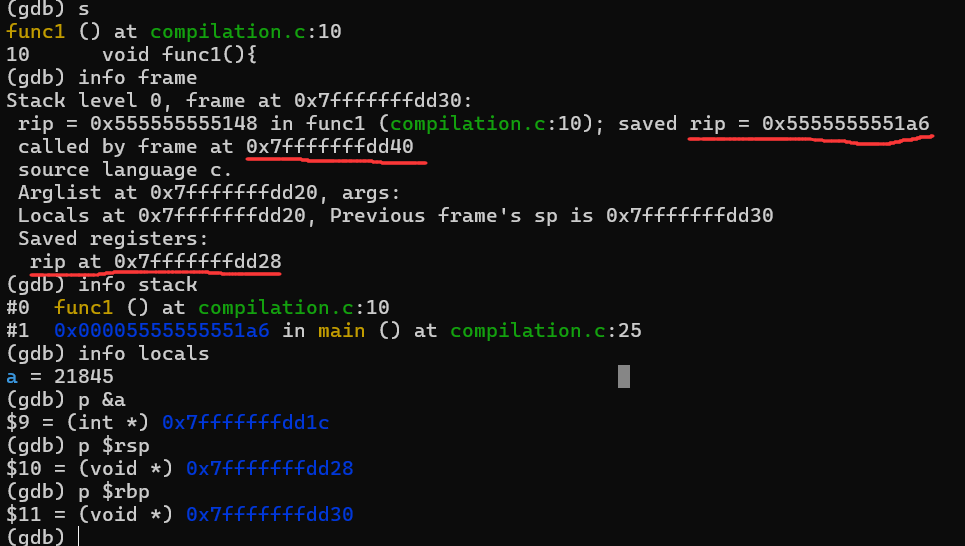 (gdb) s
func1 () at compilation.c:10
10      void func1(){
(gdb) info frame
Stack level 0, frame at 0x7fffffffdd30:
 rip = 0x555555555148 in func1 (compilation.c:10); saved rip = 0x5555555551a6
 called by frame at 0x7fffffffdd40
 source language c.
 Arglist at 0x7fffffffdd20, args:
 Locals at 0x7fffffffdd20, Previous frame's sp is 0x7fffffffdd30
 Saved registers:
  rip at 0x7fffffffdd28
(gdb) info stack
#0  func1 () at compilation.c:10
#1  0x00005555555551a6 in main () at compilation.c:25
(gdb) info locals
a = 21845
(gdb) p &a
$9 = (int *) 0x7fffffffdd1c
(gdb) p $rsp
$10 = (void *) 0x7fffffffdd28
(gdb) p $rbp
$11 = (void *) 0x7fffffffdd30
(gdb)